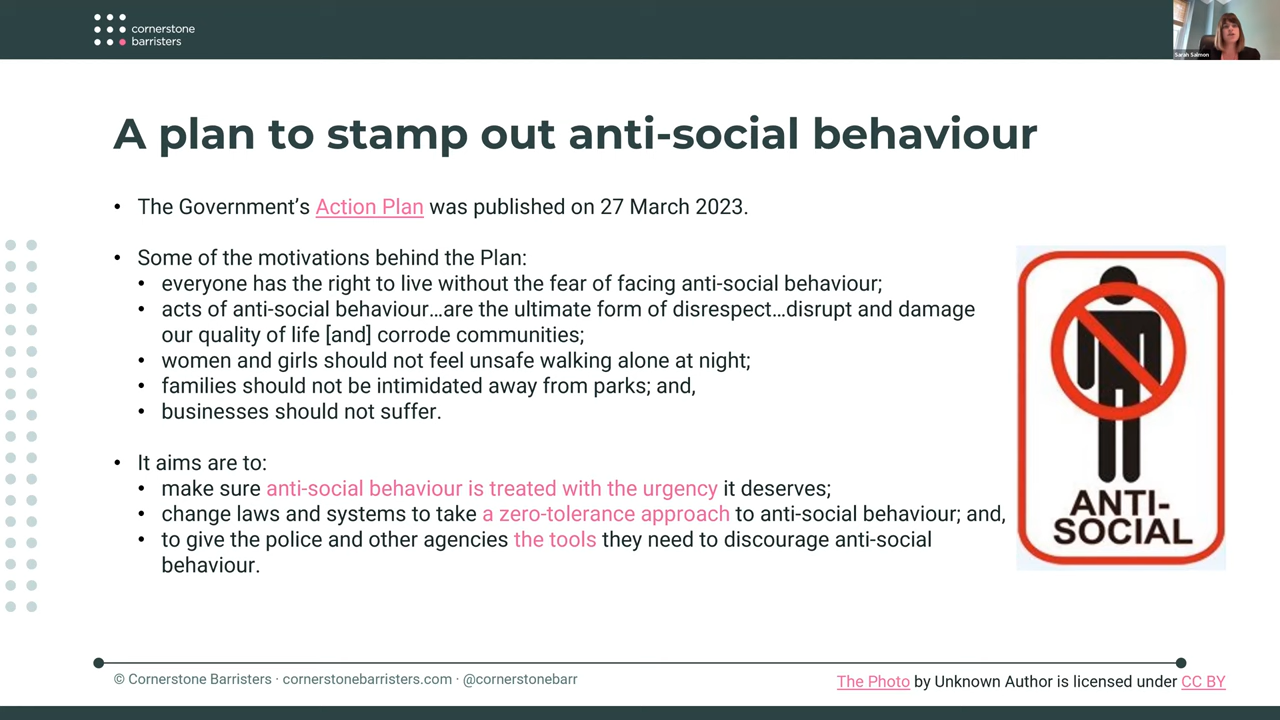 cornerstone
barristers
Sarah Salmon
A plan to stamp out anti-social behaviour
• The Government’s Action Plan was published on 27 March 2023.
• Some of the motivations behind the Plan:
• everyone has the right to live without the fear of facing anti-social behaviour;
• acts of anti-social behaviour…are the ultimate form of disrespect…disrupt and damage
our quality of life [and] corrode communities;
• women and girls should not feel unsafe walking alone at night;
• families should not be intimidated away from parks; and,
• businesses should not suffer.
• It aims are to:
• make sure anti-social behaviour is treated with the urgency it deserves;
• change laws and systems to take a zero-tolerance approach to anti-social behaviour; and,
• to give the police and other agencies the tools they need to discourage anti-social
behaviour.
ANTI-
SOCIAL
© Cornerstone Barristers · cornerstonebarristers.com · @cornerstonebarr
The Photo by Unknown Author is licensed under CC BY